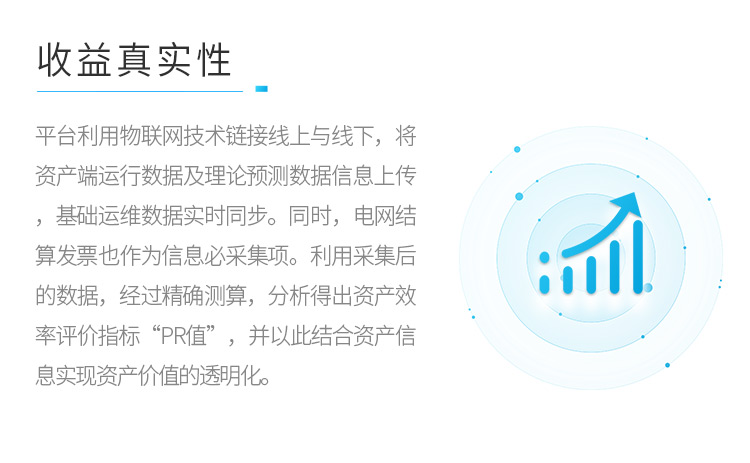 收益真实性
平台利用物联网技术链接线上与线下，将
资产端运行数据及理论预测数据信息上传
，基础运维数据实时同步。同时，电网结
算发票也作为信息必采集项。利用采集后
的数据，经过精确测算，分析得出资产效
率评价指标“PR值”，并以此结合资产信
息实现资产价值的透明化。